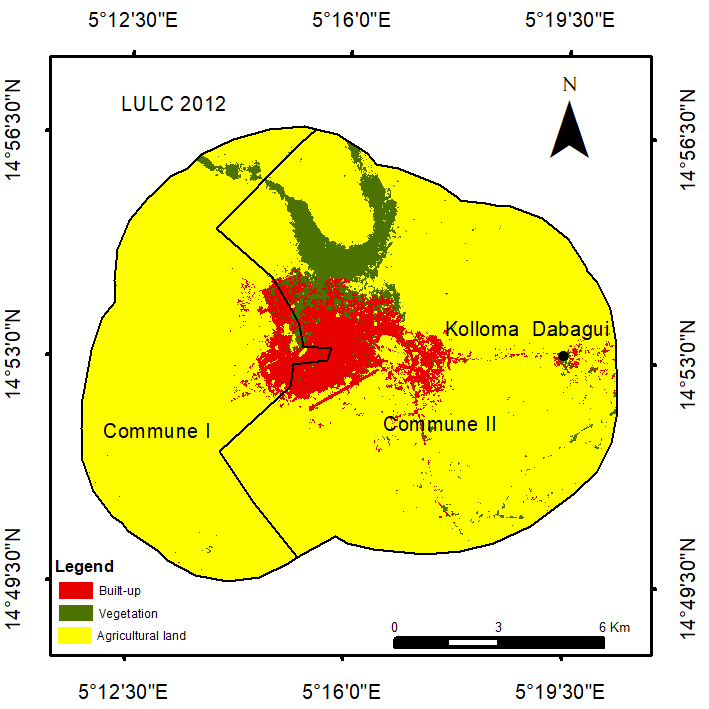 5°12'30"E 5°16'0"E 5°19'30"E
LULC 2012
N
14°56'30"N 14°56'30"N
Kolloma Dabagui
14°53'0"N 14°53'0"N
Commune I Commune II
14°49'30"N 14°49'30"N
Legend
Built-up
Vegetation
Agricultural land
0 3 6 Km
5°12'30"E 5°16'0"E 5°19'30"E